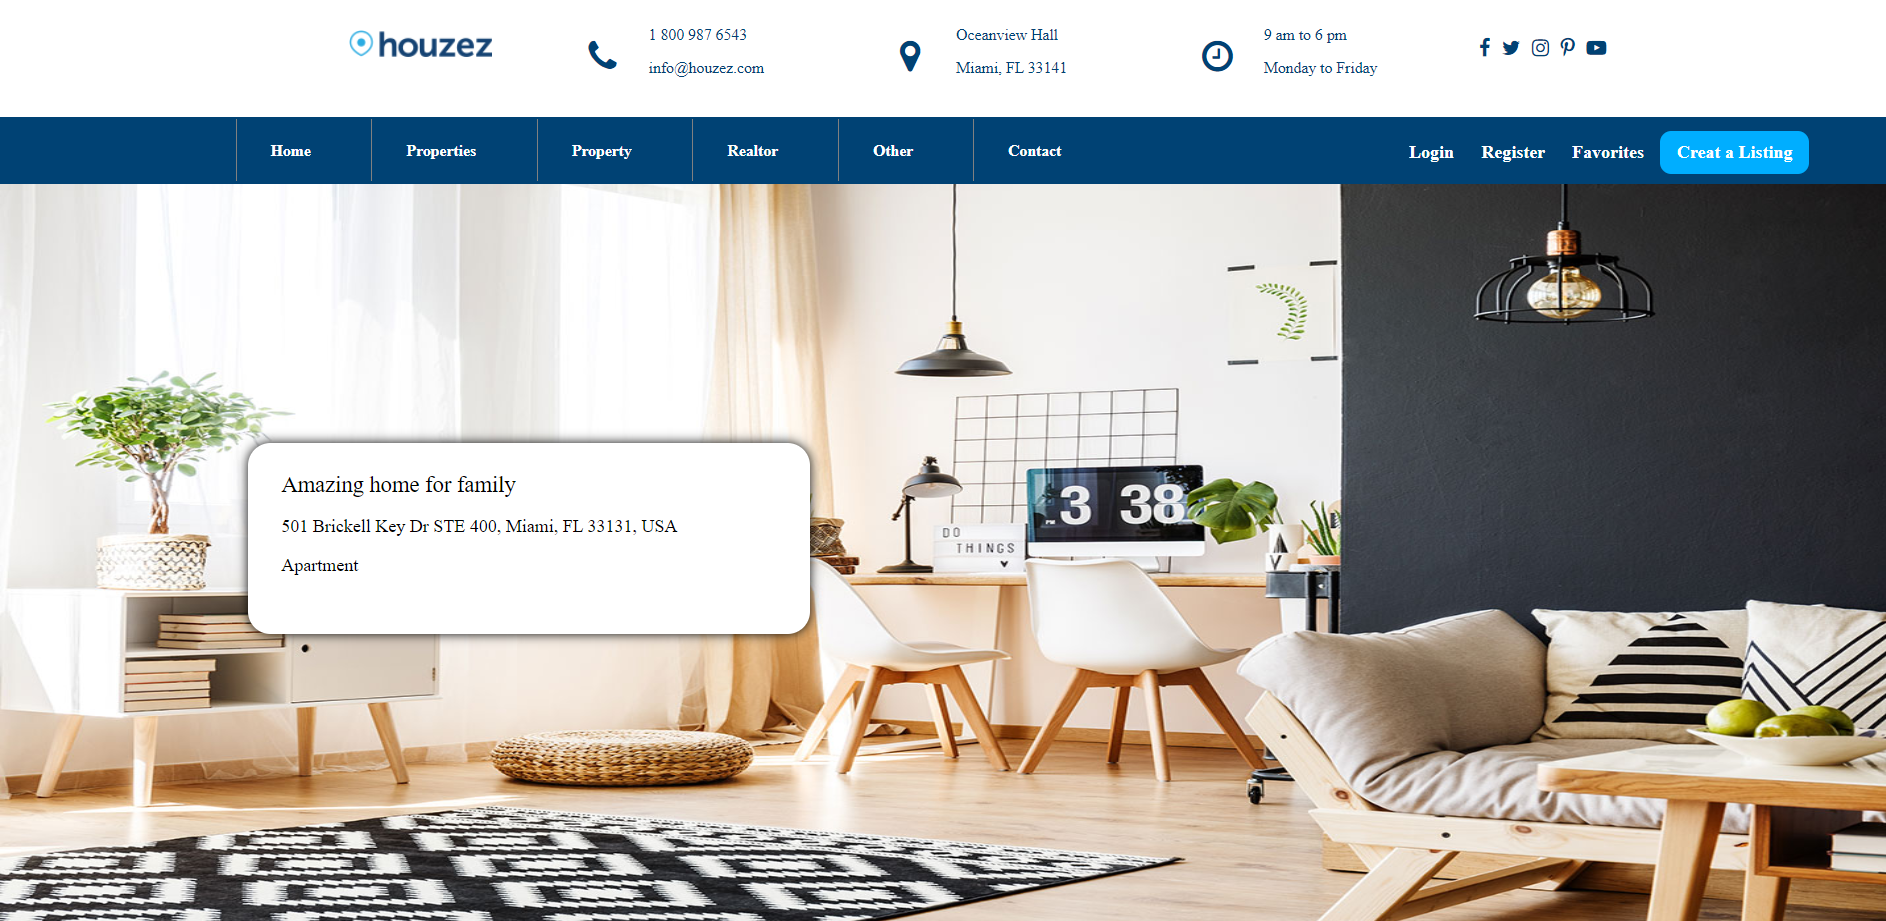 houzez
1 800 987 6543
info@houzez.com
Oceanview Hall
Miami, FL 33141
9 am to 6 pm
Monday to Friday
Home
Properties
Property
Realtor
Other
Contact
Login
Register
Favorites
Creat a Listing
Amazing home for family
501 Brickell Key Dr STE 400, Miami, FL 33131, USA
Apartment
PM 3 38
DO
THINGS
A
V